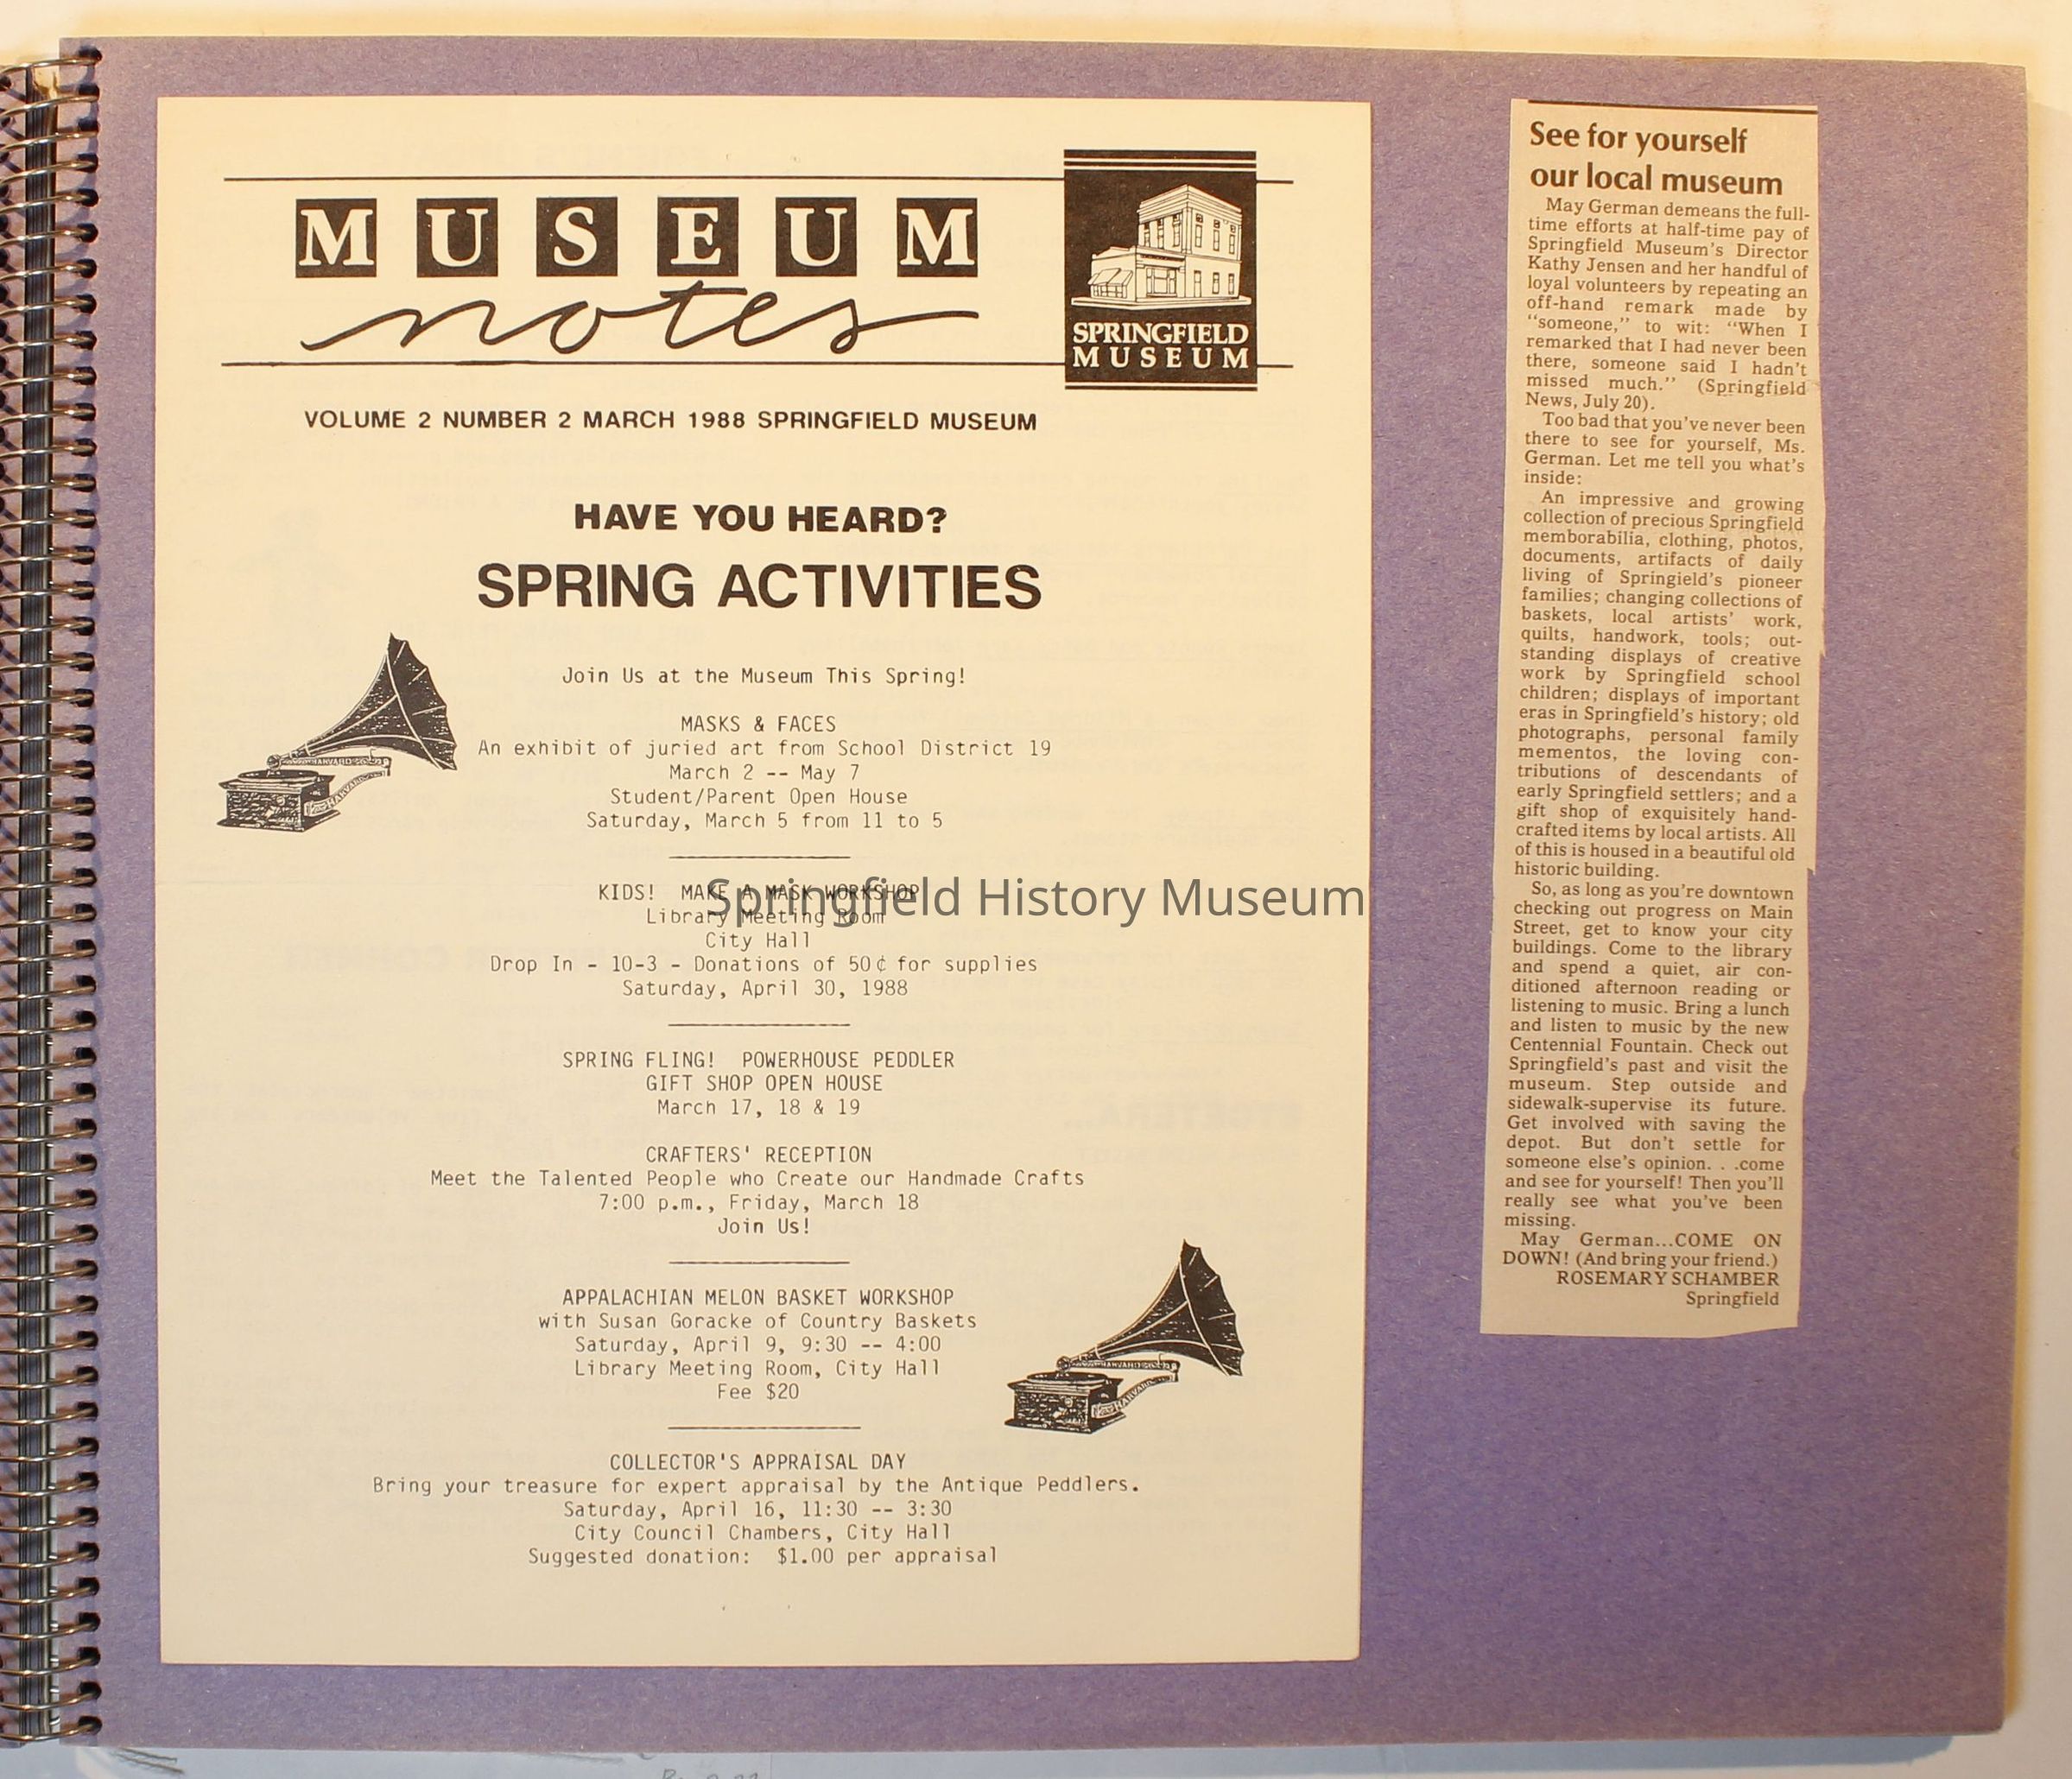 MUSEUM
notes
SPRINGFIELD
MUSEUM
VOLUME 2 NUMBER 2 MARCH 1988 SPRINGFIELD MUSEUM
HAVE YOU HEARD?
SPRING ACTIVITIES
Join Us at the Museum This Spring!
MASKS & FACES
An exhibit of juried art from School District 19
March 2 -- May 7
Student/Parent Open House
Saturday, March 5 from 11 to 5
HARVARD
HARVARD
KIDS! MAKE A MASK WORKSHOP
Library Meeting Room
City Hall
Drop In - 10-3 - Donations of 50¢ for supplies
Saturday, April 30, 1988
Springfield History Museum
SPRING FLING! POWERHOUSE PEDDLER
GIFT SHOP OPEN HOUSE
March 17, 18 & 19
CRAFTERS' RECEPTION
Meet the Talented People who Create our Handmade Crafts
7:00 p.m., Friday, March 18
Join Us!
APPALACHIAN MELON BASKET WORKSHOP
with Susan Goracke of Country Baskets
Saturday, April 9, 9:30 -- 4:00
Library Meeting Room, City Hall
Fee $20
HARVARD
HARVARD
COLLECTOR'S APPRAISAL DAY
Bring your treasure for expert appraisal by the Antique Peddlers.
Saturday, April 16, 11:30 -- 3:30
City Council Chambers, City Hall
Suggested donation: $1.00 per appraisal
See for yourself
our local museum
May German demeans the full-
time efforts at half-time pay of
Springfield Museum's Director
Kathy Jensen and her handful of
loyal volunteers by repeating an
off-hand remark made by
"someone," to wit: "When I
remarked that I had never been
there, someone said I hadn't
missed much." (Springfield
News, July 20).
Too bad that you've never been
there to see for yourself, Ms.
German. Let me tell you what's
inside:
An impressive and growing
collection of precious Springfield
memorabilia, clothing, photos,
documents, artifacts of daily
living of Springield's pioneer
families; changing collections of
baskets, local artists' work,
quilts, handwork, tools; out-
standing displays of creative
work by Springfield school
children; displays of important
eras in Springfield's history; old
photographs, personal family
mementos, the loving con-
tributions of descendants of
early Springfield settlers; and a
gift shop of exquisitely hand-
crafted items by local artists. All
of this is housed in a beautiful old
historic building.
So, as long as you're downtown
checking out progress on Main
Street, get to know your city
buildings. Come to the library
and spend a quiet, air con-
ditioned afternoon reading or
listening to music. Bring a lunch
and listen to music by the new
Centennial Fountain. Check out
Springfield's past and visit the
museum. Step outside and
sidewalk-supervise its future.
Get involved with saving the
depot. But don't settle for
someone else's opinion. . .come
and see for yourself! Then you'll
really see what you've been
missing.
May German...COME ON
DOWN! (And bring your friend.)
ROSEMARY SCHAMBER
Springfield